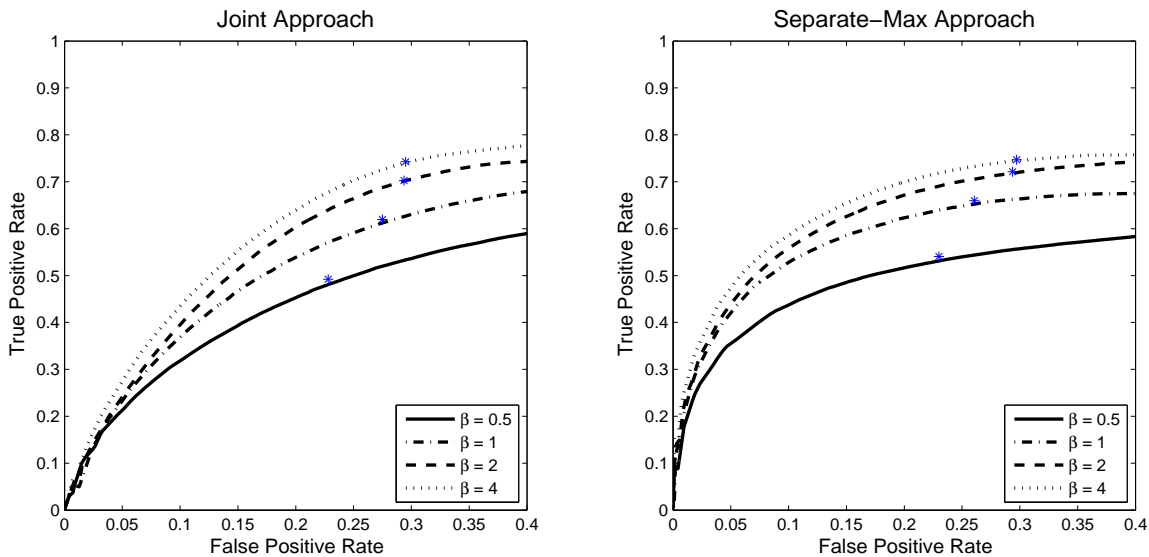 Joint Approach
1
0.9
0.8
0.7
0.6
0.5
0.4
0.3
0.2
0.1
0
True Positive Rate
0 0.05 0.1 0.15 0.2 0.25 0.3 0.35 0.4
False Positive Rate
β = 0.5
β = 1
β = 2
β = 4
Separate−Max Approach
1
0.9
0.8
0.7
0.6
0.5
0.4
0.3
0.2
0.1
0
True Positive Rate
0 0.05 0.1 0.15 0.2 0.25 0.3 0.35 0.4
False Positive Rate
β = 0.5
β = 1
β = 2
β = 4